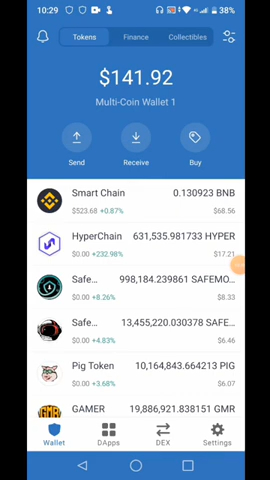 10:29 38%
Tokens Finance Collectibles
$141.92
Multi-Coin Wallet 1
Send Receive Buy
Smart Chain 0.130923 BNB
$523.68 +0.87% $68.56
HyperChain 631,535.981733 HYPER
$0.00 +232.98% $17.21
Safe... 998,184.239861 SAFEMO...
$0.00 +8.26% $8.33
Safe... 13,455,220.030378 SAFE...
$0.00 +4.83% $6.46
Pig Token 10,164,843.664213 PIG
$0.00 +3.68% $6.07
GAMER 19,886,921.838151 GMR
Wallet DApps DEX Settings